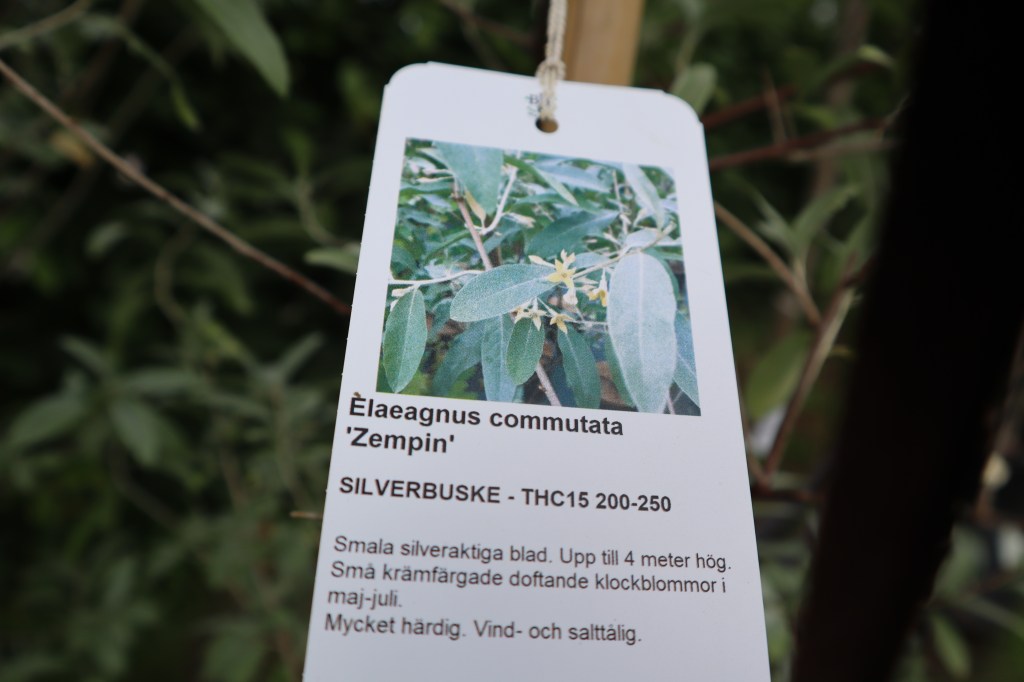 Elaeagnus commutata
'Zempin'
SILVERBUSKE - THC15 200-250
Smala silveraktiga blad. Upp till 4 meter hög.
Små krämfärgade doftande klockblommor i
maj-juli.
Mycket härdig. Vind- och salttålig.